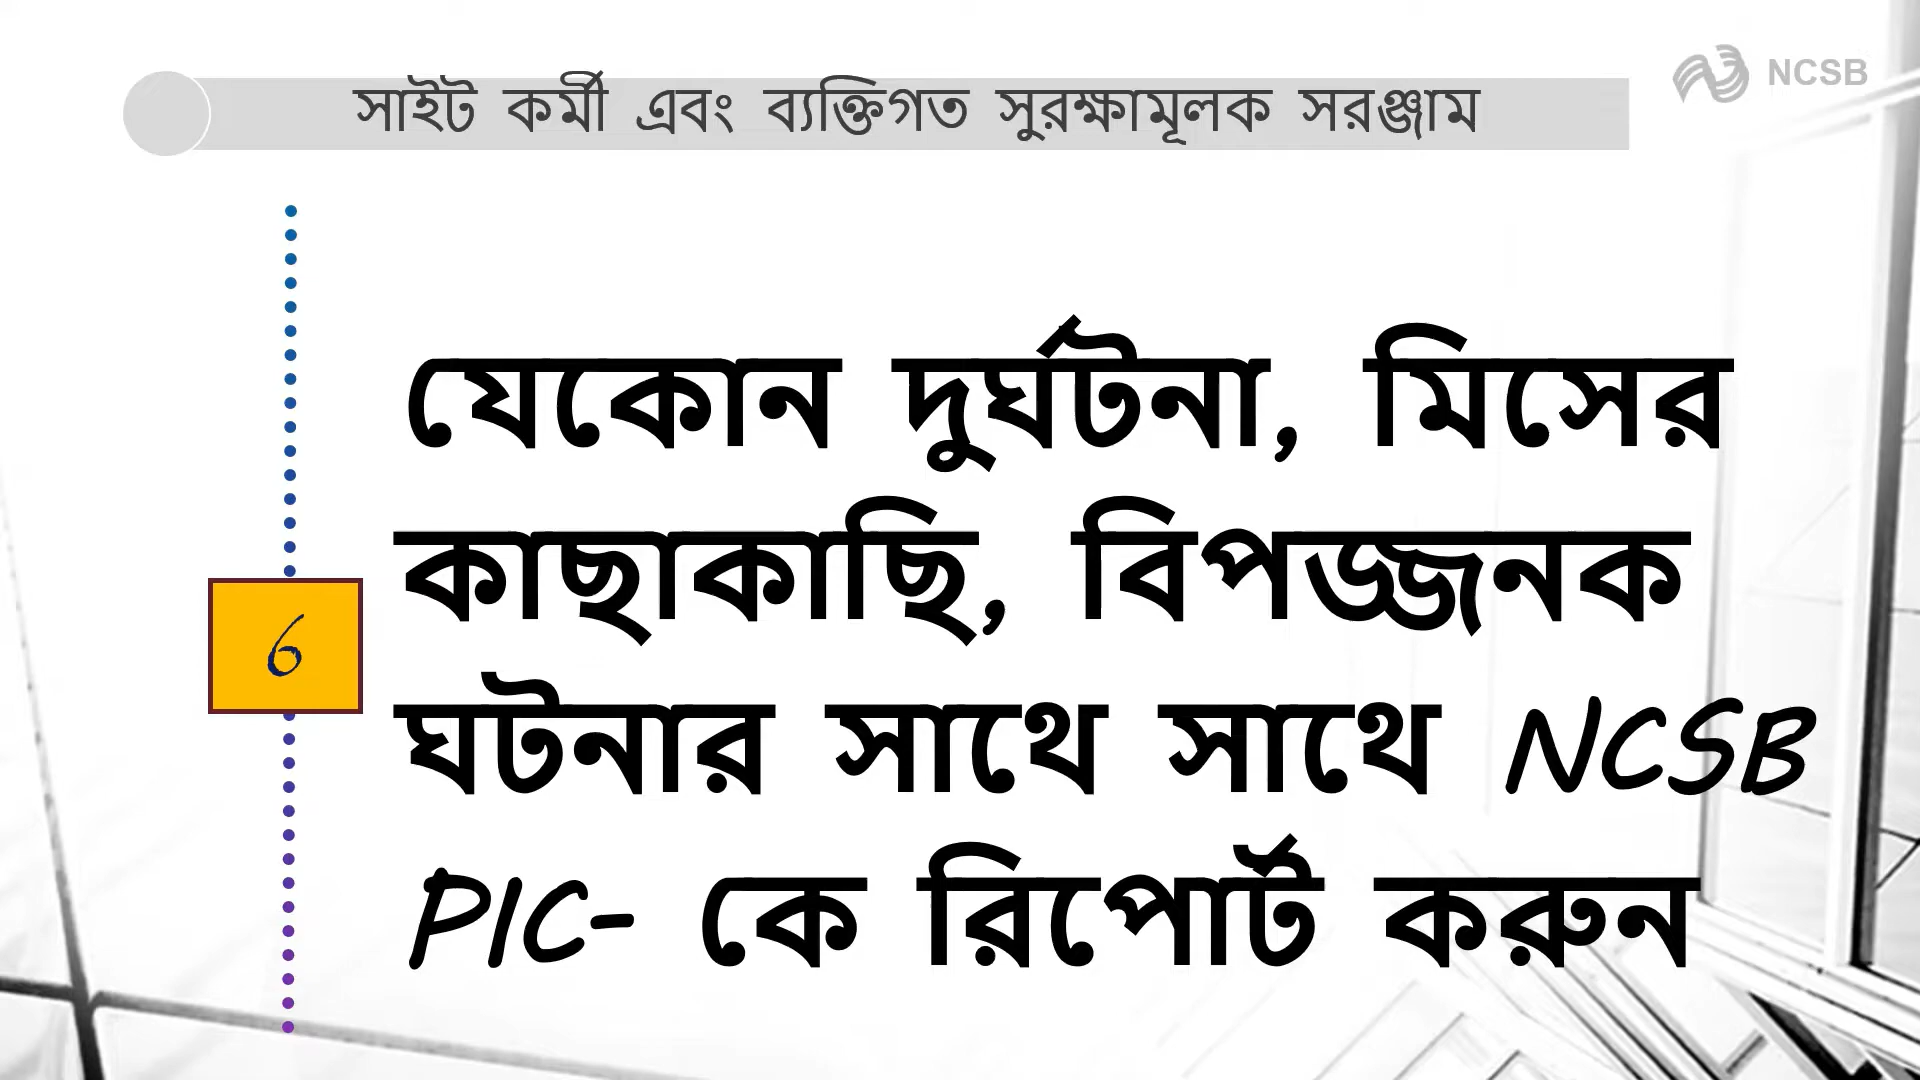 সাইট কর্মী এবং ব্যক্তিগত সুরক্ষামূলক সরঞ্জাম
NCSB
যেকোন দুর্ঘটনা, মিসের
কাছাকাছি, বিপজ্জনক
6
ঘটনার সাথে সাথে NCSB
PIC- কে রিপোর্ট করুন